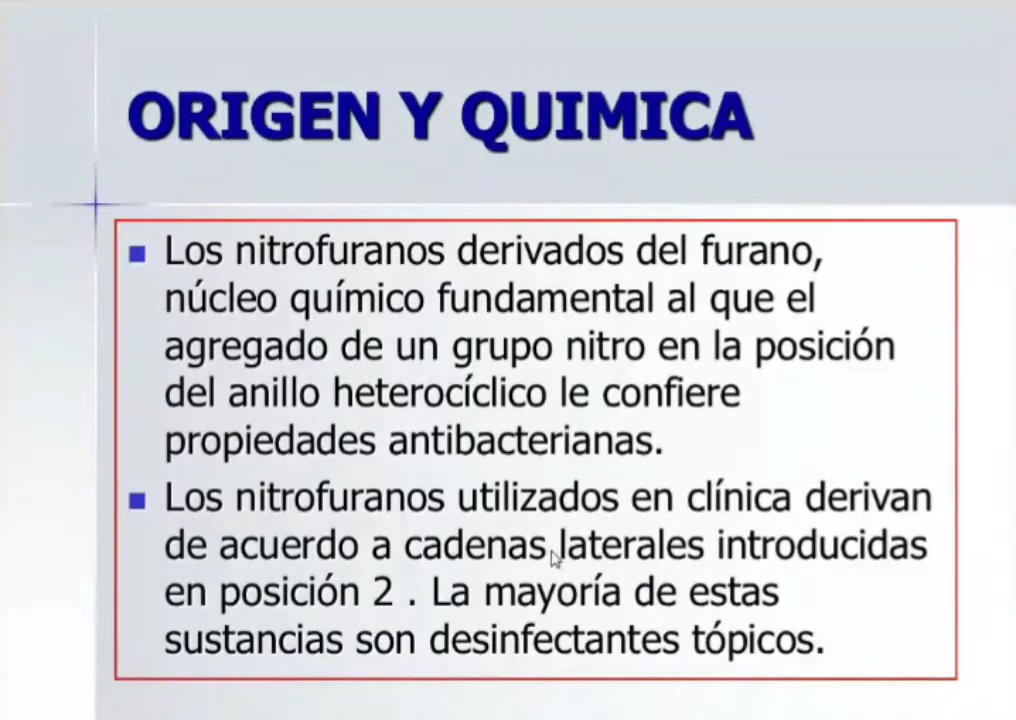 ORIGEN Y QUIMICA
Los nitrofuranos derivados del furano,
núcleo químico fundamental al que el
agregado de un grupo nitro en la posición
del anillo heterocíclico le confiere
propiedades antibacterianas.
Los nitrofuranos utilizados en clínica derivan
de acuerdo a cadenas laterales introducidas
en posición 2 . La mayoría de estas
sustancias son desinfectantes tópicos.